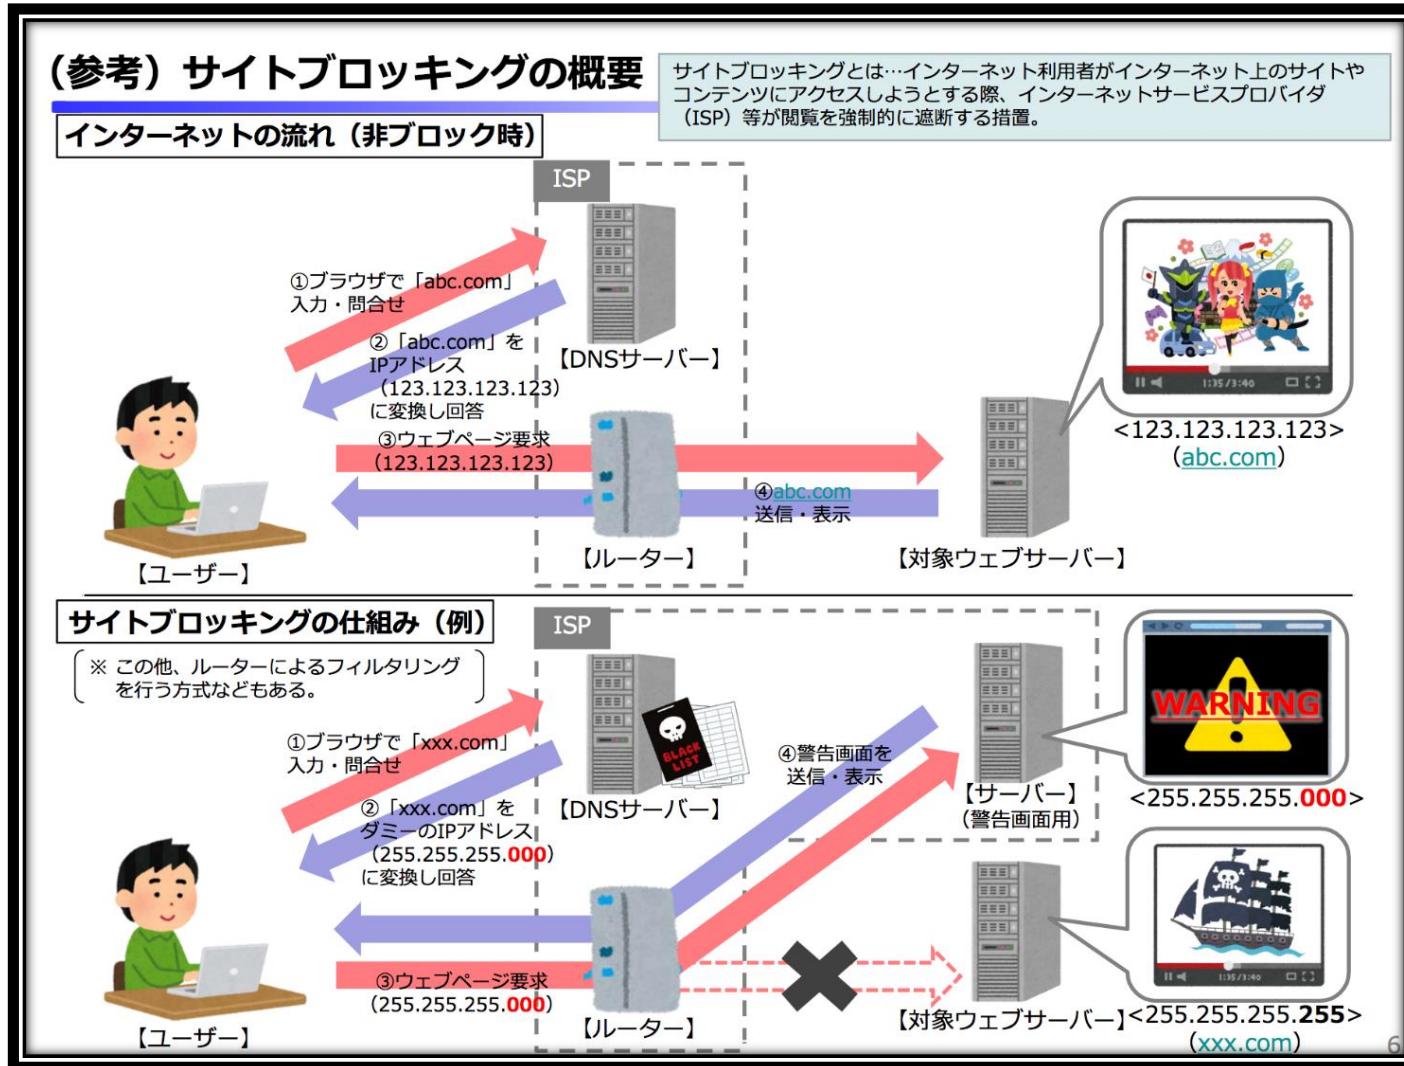 （参考）サイトブロッキングの概要
サイトブロッキングとは…インターネット利用者がインターネット上のサイトや
コンテンツにアクセスしようとする際、インターネットサービスプロバイダ
（ISP）等が閲覧を強制的に遮断する措置。
インターネットの流れ（非ブロック時）
ISP
①ブラウザで「abc.com」
入力・問合せ
②「abc.com」を
IPアドレス
（123.123.123.123）
に変換し回答
【DNSサーバー】
③ウェブページ要求
（123.123.123.123）
④abc.com
送信・表示
1:35/3:40
<123.123.123.123>
（abc.com）
【ユーザー】
【ルーター】
【対象ウェブサーバー】
サイトブロッキングの仕組み（例）
※ この他、ルーターによるフィルタリング
を行う方式などもある。
ISP
①ブラウザで「xxx.com」
入力・問合せ
BLACK
LIST
②「xxx.com」を
ダミーのIPアドレス
（255.255.255.000）
に変換し回答
【DNSサーバー】
④警告画面を
送信・表示
【サーバー】
（警告画面用）
WARNING
<255.255.255.000>
③ウェブページ要求
（255.255.255.000）
1:35/3:40
<255.255.255.255>
（xxx.com）
【ユーザー】
【ルーター】
【対象ウェブサーバー】
6